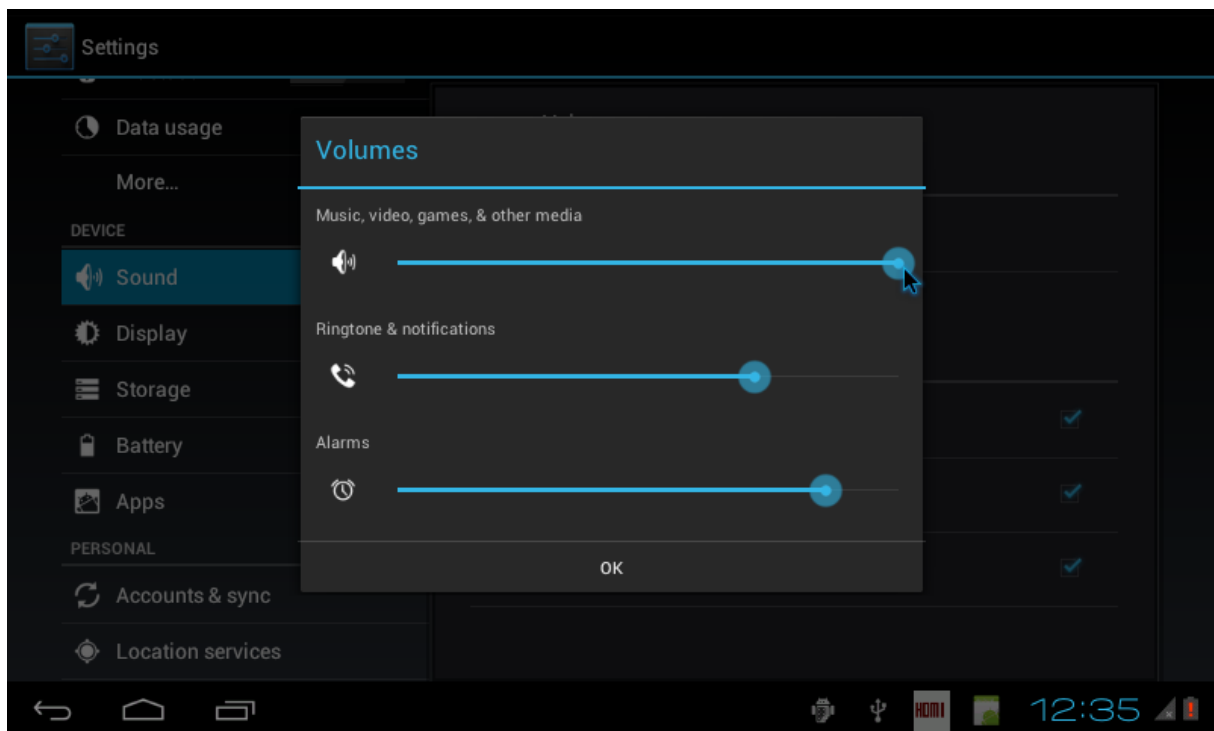 Settings
Data usage
More...
DEVICE
Sound
Display
Storage
Battery
Apps
PERSONAL
Accounts & sync
Location services
Volumes
Music, video, games, & other media
Ringtone & notifications
Alarms
OK
HDMI
12:35